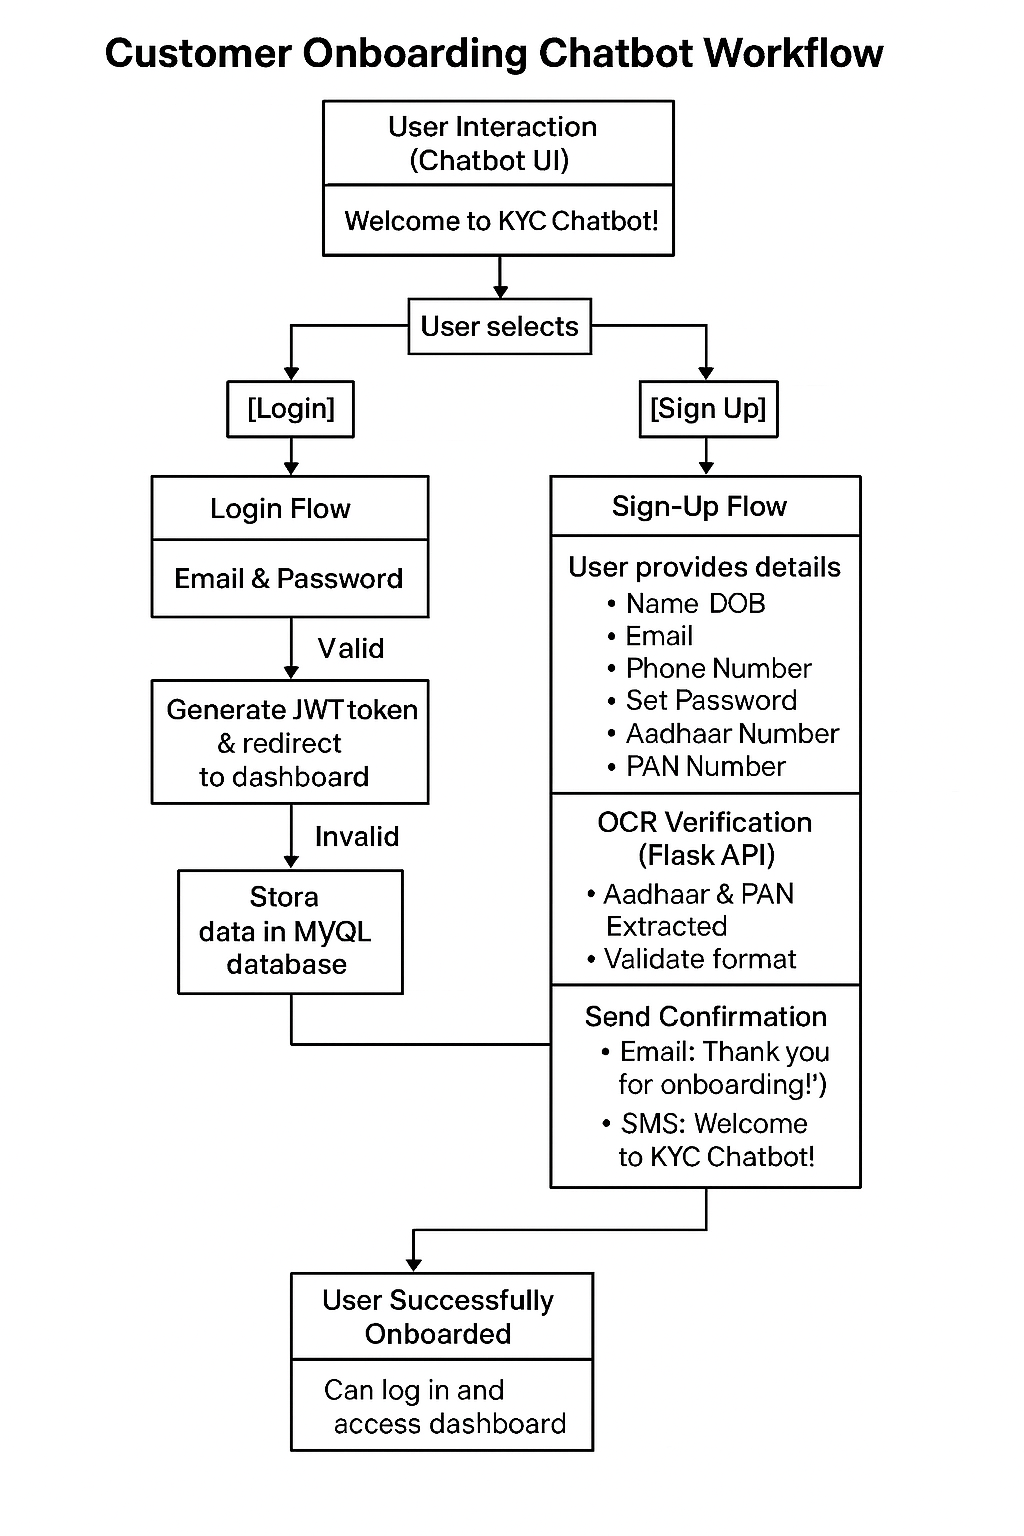 Customer Onboarding Chatbot Workflow
User Interaction
(Chatbot UI)
Welcome to KYC Chatbot!
User selects
[Login]
[Sign Up]
Login Flow
Email & Password
Valid
Generate JWT token
& redirect
to dashboard
Invalid
Stora
data in MYQL
database
Sign-Up Flow
User provides details
• Name DOB
• Email
• Phone Number
• Set Password
• Aadhaar Number
• PAN Number
OCR Verification
(Flask API)
• Aadhaar & PAN
Extracted
• Validate format
Send Confirmation
• Email: Thank you
for onboarding!')
• SMS: Welcome
to KYC Chatbot!
User Successfully
Onboarded
Can log in and
access dashboard